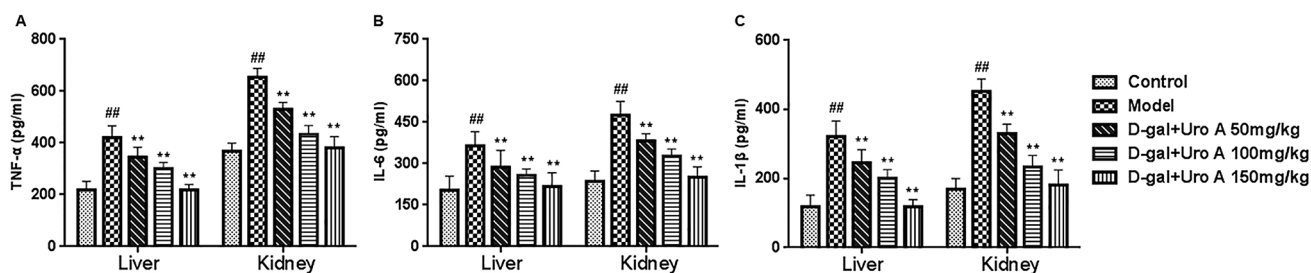 A
TNF-α (pg/ml)
800
600
400
200
0
##
**
**
**
##
**
**
**
Liver
Kidney
B
IL-6 (pg/ml)
750
600
450
300
150
0
##
**
**
**
##
**
**
**
Liver
Kidney
C
IL-1β (pg/ml)
600
400
200
0
##
**
**
**
##
**
**
**
Liver
Kidney
Control
Model
D-gal+Uro A 50mg/kg
D-gal+Uro A 100mg/kg
D-gal+Uro A 150mg/kg